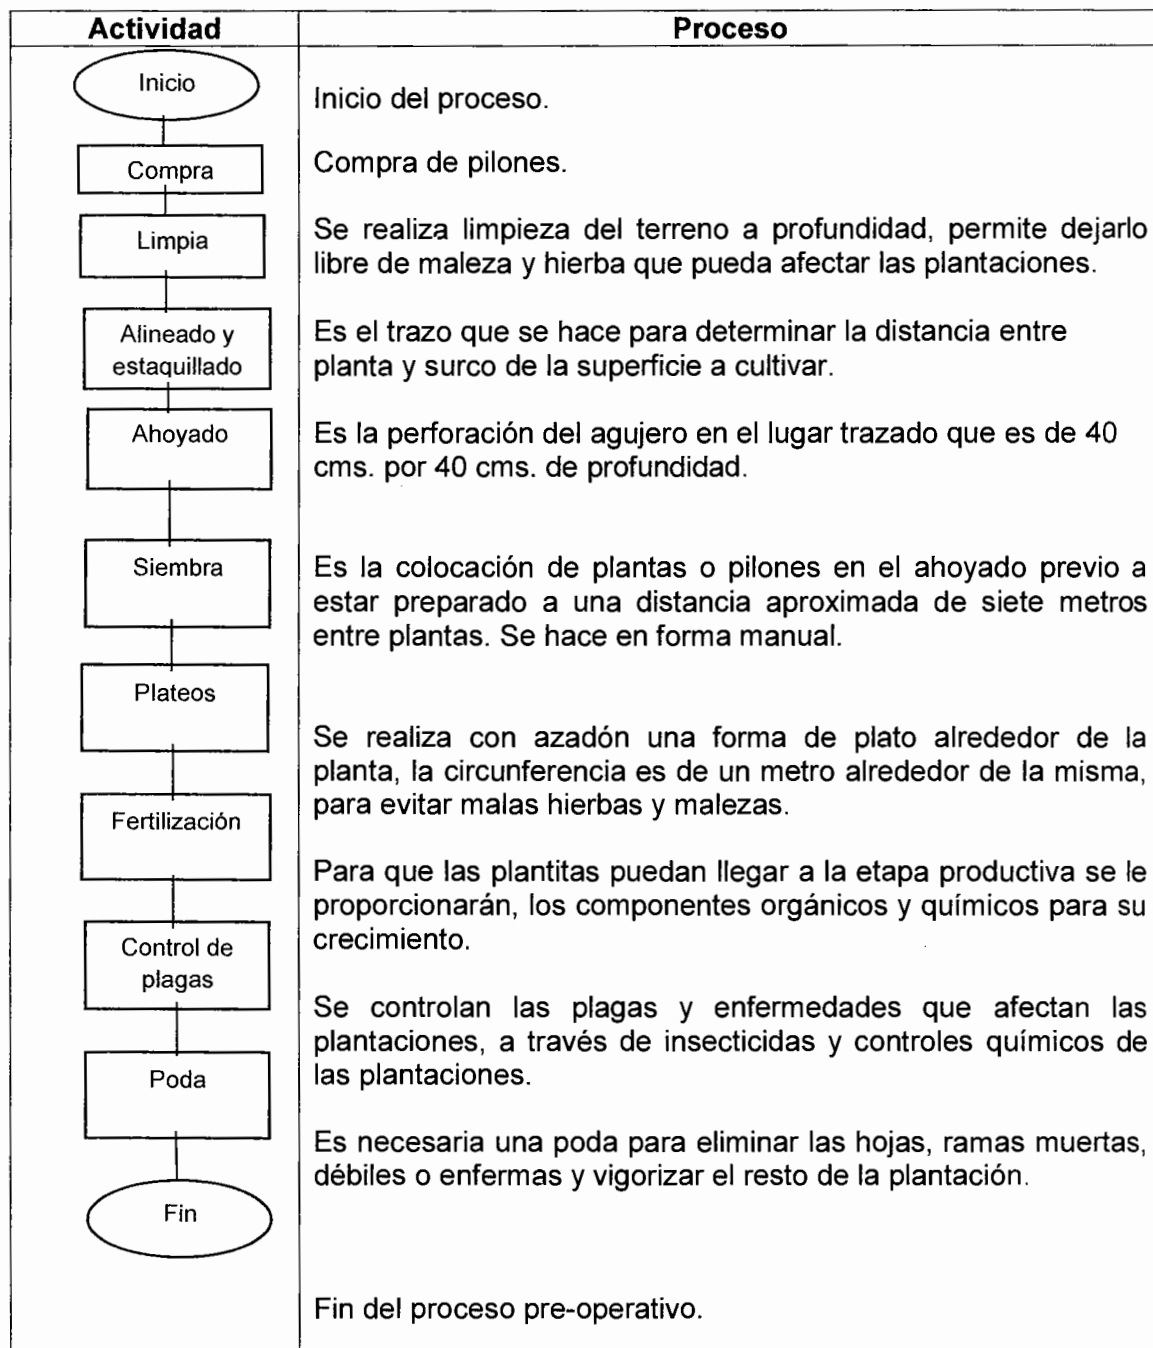 Actividad
Proceso
Inicio
Inicio del proceso.
Compra
Compra de pilones.
Limpia
Se realiza limpieza del terreno a profundidad, permite dejarlo
libre de maleza y hierba que pueda afectar las plantaciones.
Alineado y
estaquillado
Es el trazo que se hace para determinar la distancia entre
planta y surco de la superficie a cultivar.
Ahoyado
Es la perforación del agujero en el lugar trazado que es de 40
cms. por 40 cms. de profundidad.
Siembra
Es la colocación de plantas o pilones en el ahoyado previo a
estar preparado a una distancia aproximada de siete metros
entre plantas. Se hace en forma manual.
Plateos
Se realiza con azadón una forma de plato alrededor de la
planta, la circunferencia es de un metro alrededor de la misma,
para evitar malas hierbas y malezas.
Fertilización
Para que las plantitas puedan llegar a la etapa productiva se le
proporcionarán, los componentes orgánicos y químicos para su
crecimiento.
Control de
plagas
Se controlan las plagas y enfermedades que afectan las
plantaciones, a través de insecticidas y controles químicos de
las plantaciones.
Poda
Es necesaria una poda para eliminar las hojas, ramas muertas,
débiles o enfermas y vigorizar el resto de la plantación.
Fin
Fin del proceso pre-operativo.